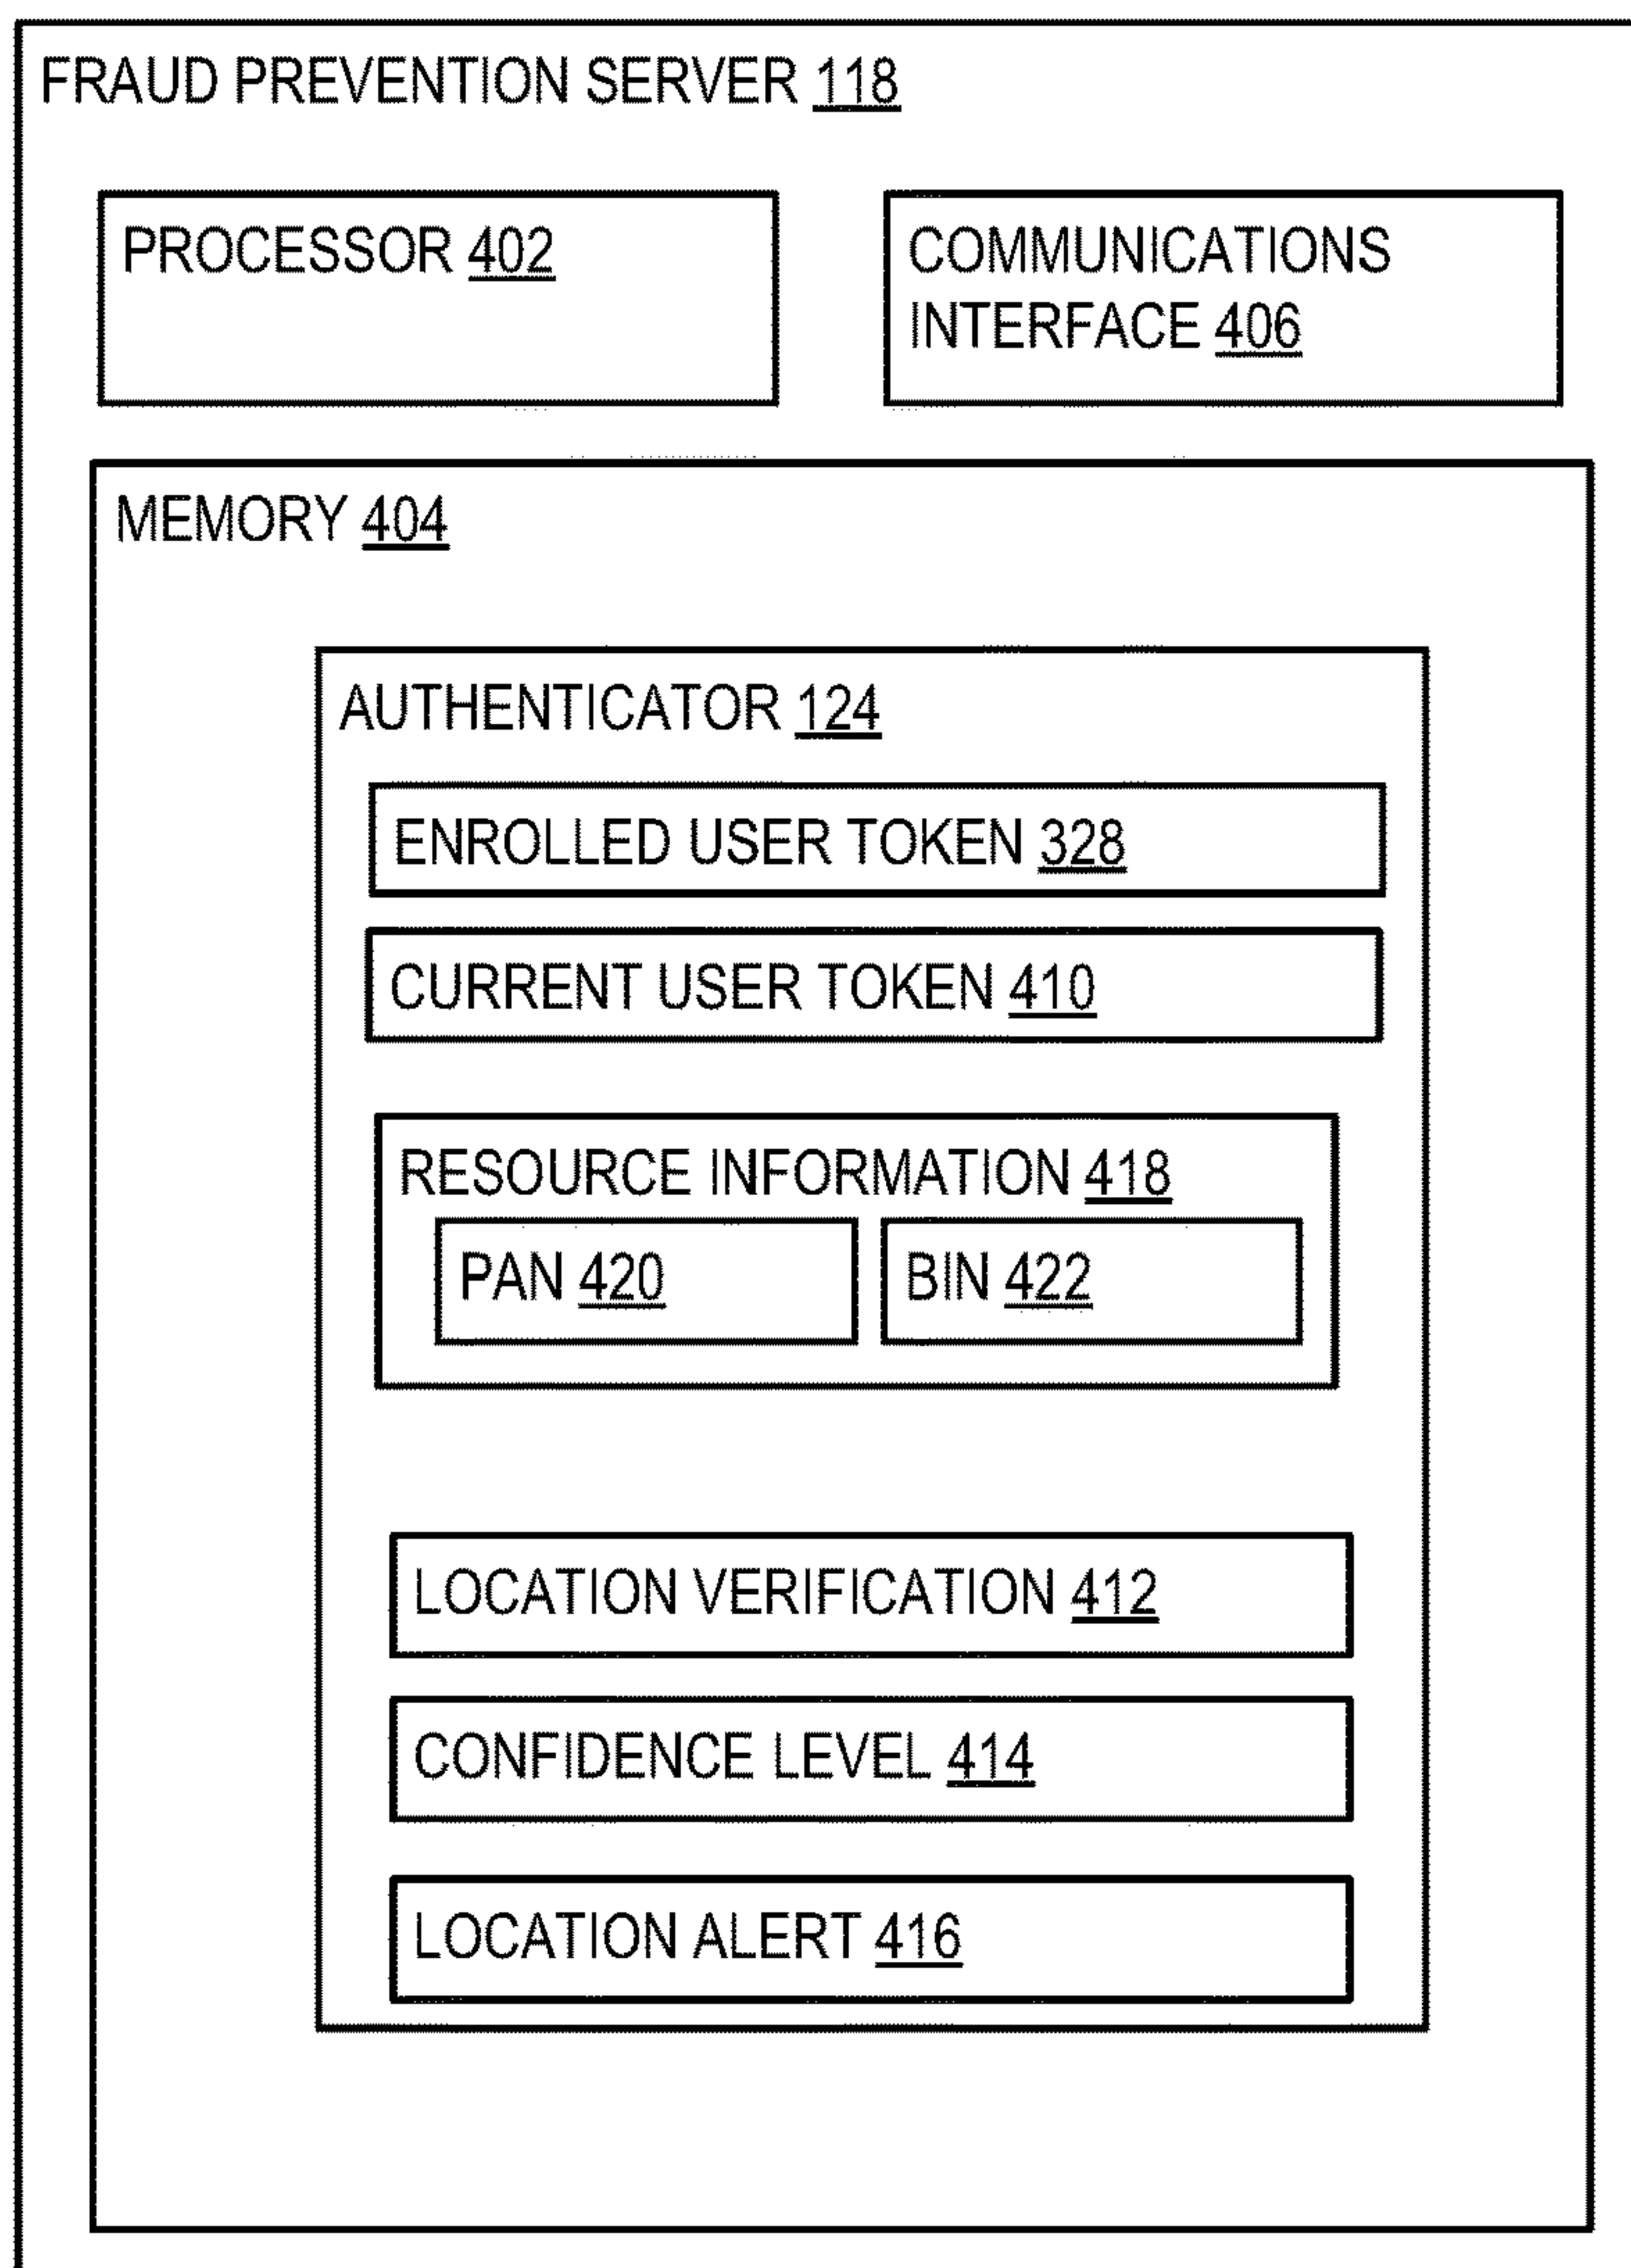 FRAUD PREVENTION SERVER 118
PROCESSOR 402
COMMUNICATIONS
INTERFACE 406
MEMORY 404
AUTHENTICATOR 124
ENROLLED USER TOKEN 328
CURRENT USER TOKEN 410
RESOURCE INFORMATION 418
PAN 420
BIN 422
LOCATION VERIFICATION 412
CONFIDENCE LEVEL 414
LOCATION ALERT 416